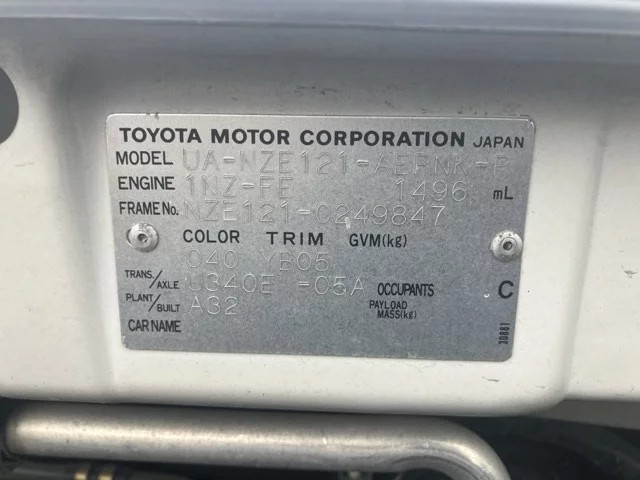 TOYOTA MOTOR CORPORATION JAPAN
MODEL UA-NZE121-AEPNK-P
ENGINE 1NZ-FE 1496 mL
FRAME No. NZE121-0249847
COLOR TRIM GVM(kg)
040 YB05
TRANS./AXLE U340E -05A OCCUPANTS C
PLANT/BUILT A32 PAYLOAD MASS(kg)
CAR NAME